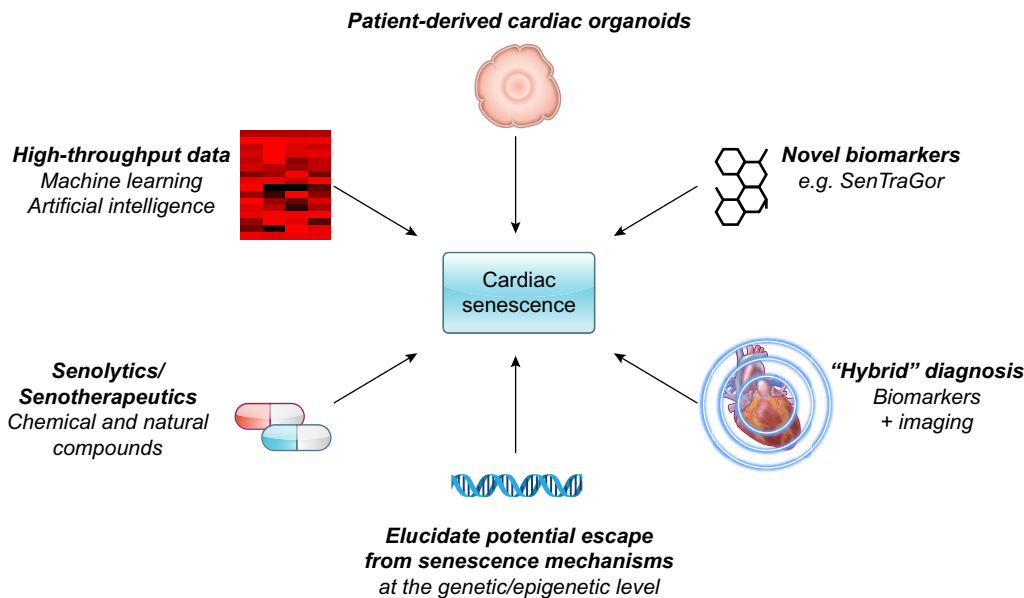 Patient-derived cardiac organoids
High-throughput data
Machine learning
Artificial intelligence
Novel biomarkers
e.g. SenTraGor
Cardiac
senescence
Senolytics/
Senotherapeutics
Chemical and natural
compounds
“Hybrid” diagnosis
Biomarkers
+ imaging
Elucidate potential escape
from senescence mechanisms
at the genetic/epigenetic level